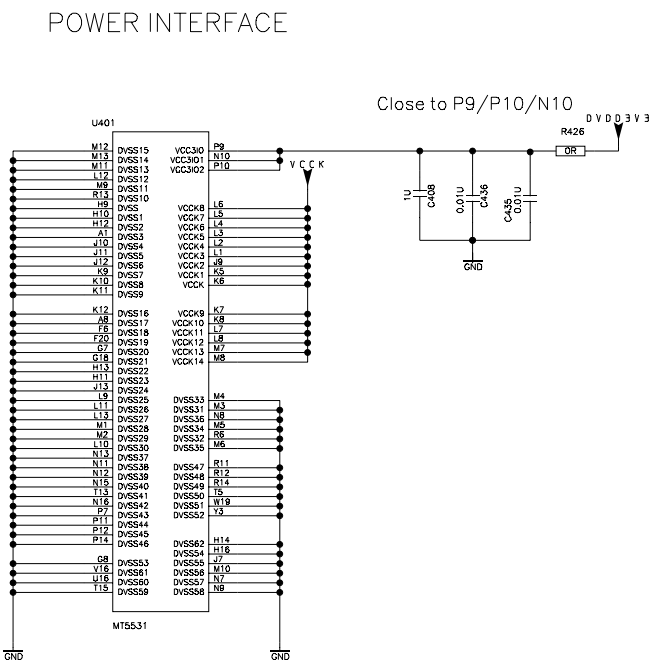 POWER INTERFACE
Close to P9/P10/N10
DVDD3V3
U401
R426
0R
VCCK
M12 DVSS15 VCC3IO P9
M13 DVSS14 VCC3IO1 N10
M11 DVSS13 VCC3IO2 P10
L12 DVSS12
M9 DVSS11
R13 DVSS10
H9 DVSS VCCK8 L6
H10 DVSS1 VCCK7 L5
H12 DVSS2 VCCK6 L4
A1 DVSS3 VCCK5 L3
J10 DVSS4 VCCK4 L2
J11 DVSS5 VCCK3 L1
J12 DVSS6 VCCK2 J9
K9 DVSS7 VCCK1 K5
K10 DVSS8 VCCK K6
K11 DVSS9
1U C408
0.01U C436
C435 0.01U
GND
K12 DVSS16 VCCK9 K7
A8 DVSS17 VCCK10 K8
F6 DVSS18 VCCK11 L7
F20 DVSS19 VCCK12 L8
G7 DVSS20 VCCK13 M7
G18 DVSS21 VCCK14 M8
H13 DVSS22
H11 DVSS23
J13 DVSS24
L9 DVSS25 DVSS33 M4
L11 DVSS26 DVSS31 M3
L13 DVSS27 DVSS36 N8
M1 DVSS28 DVSS34 M5
M2 DVSS29 DVSS32 R6
L10 DVSS30 DVSS35 M6
N13 DVSS37
N11 DVSS38 DVSS47 R11
N12 DVSS39 DVSS48 R12
N15 DVSS40 DVSS49 R14
T13 DVSS41 DVSS50 T5
N16 DVSS42 DVSS51 W19
P7 DVSS43 DVSS52 Y3
P11 DVSS44
P12 DVSS45
P14 DVSS46 DVSS62 H14
DVSS54 H16
G8 DVSS53 DVSS55 J7
V16 DVSS61 DVSS56 M10
U16 DVSS60 DVSS57 N7
T15 DVSS59 DVSS58 N9
MT5531
GND
GND